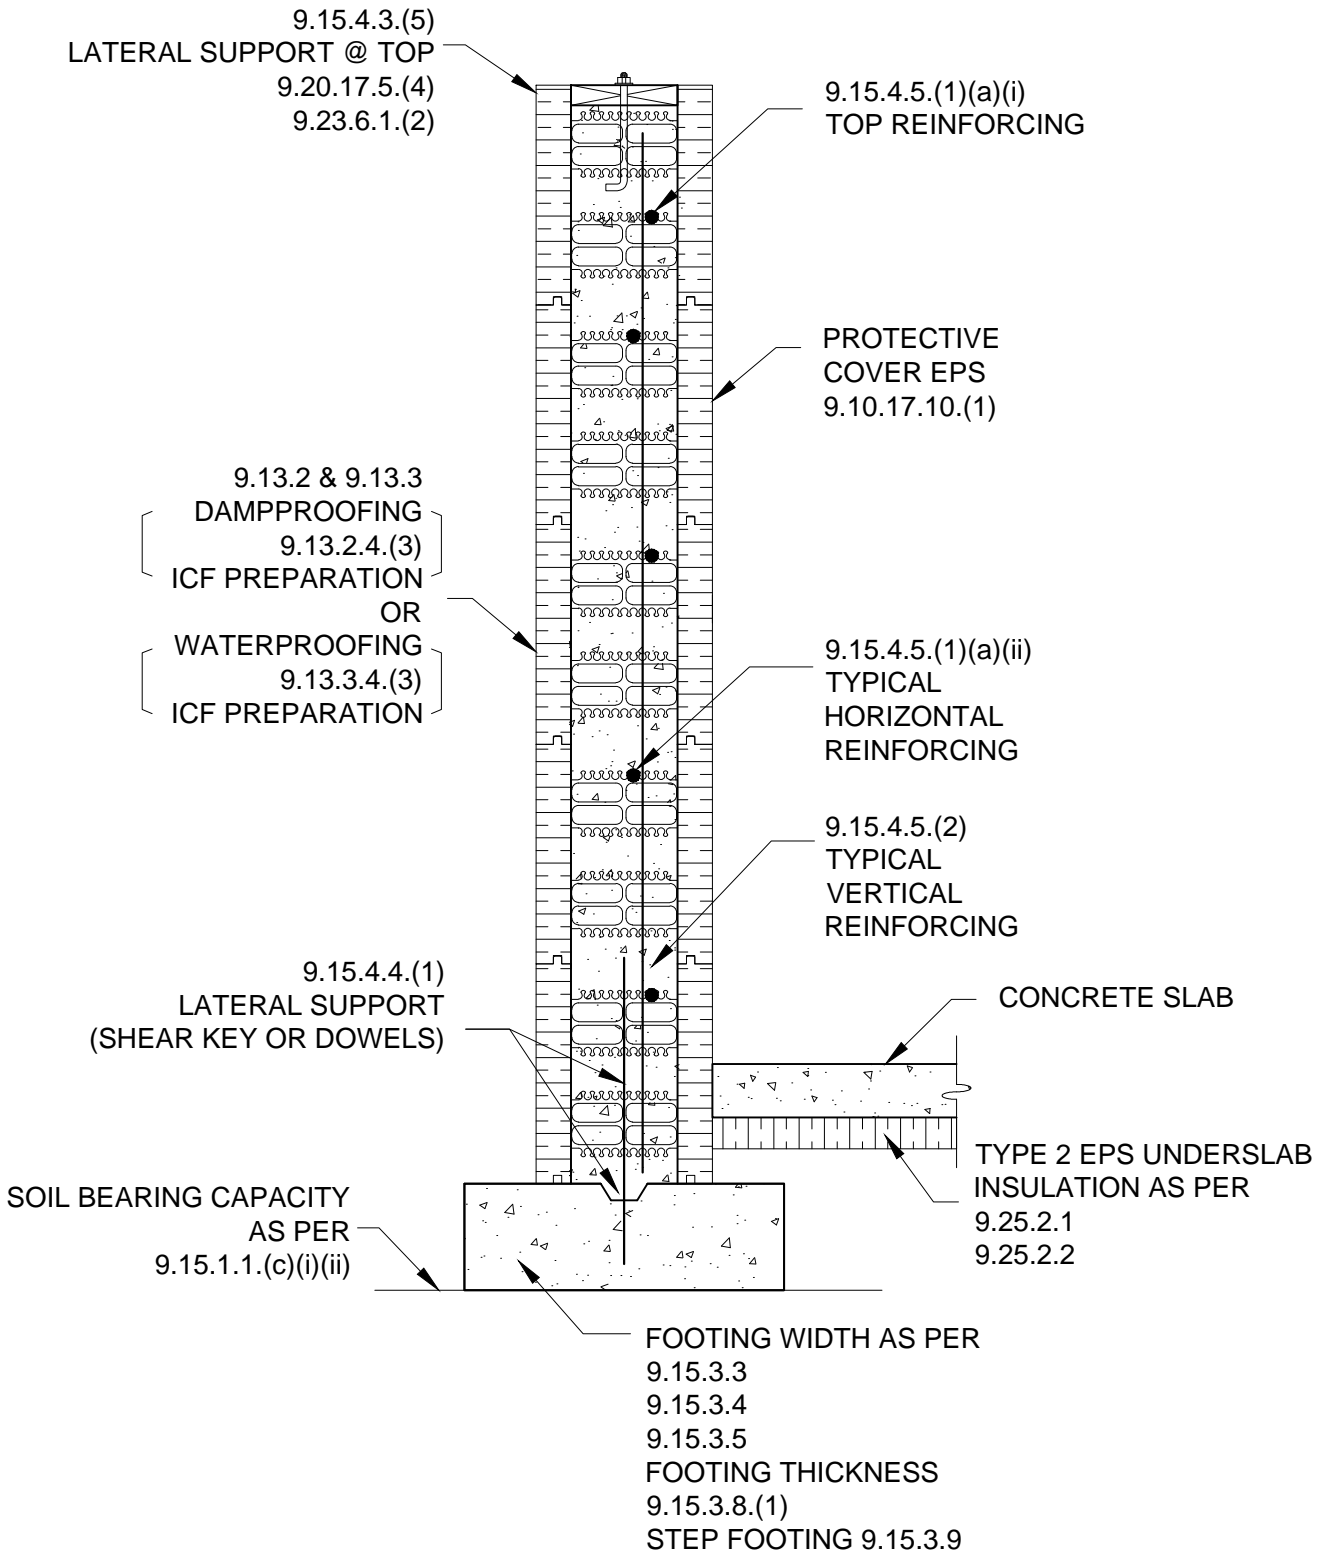 9.15.4.3.(5)
LATERAL SUPPORT @ TOP
9.20.17.5.(4)
9.23.6.1.(2)
9.15.4.5.(1)(a)(i)
TOP REINFORCING
PROTECTIVE
COVER EPS
9.10.17.10.(1)
9.13.2 & 9.13.3
DAMPPROOFING
9.13.2.4.(3)
ICF PREPARATION
OR
WATERPROOFING
9.13.3.4.(3)
ICF PREPARATION
9.15.4.5.(1)(a)(ii)
TYPICAL
HORIZONTAL
REINFORCING
9.15.4.5.(2)
TYPICAL
VERTICAL
REINFORCING
9.15.4.4.(1)
LATERAL SUPPORT
(SHEAR KEY OR DOWELS)
CONCRETE SLAB
TYPE 2 EPS UNDERSLAB
INSULATION AS PER
9.25.2.1
9.25.2.2
SOIL BEARING CAPACITY
AS PER
9.15.1.1.(c)(i)(ii)
FOOTING WIDTH AS PER
9.15.3.3
9.15.3.4
9.15.3.5
FOOTING THICKNESS
9.15.3.8.(1)
STEP FOOTING 9.15.3.9